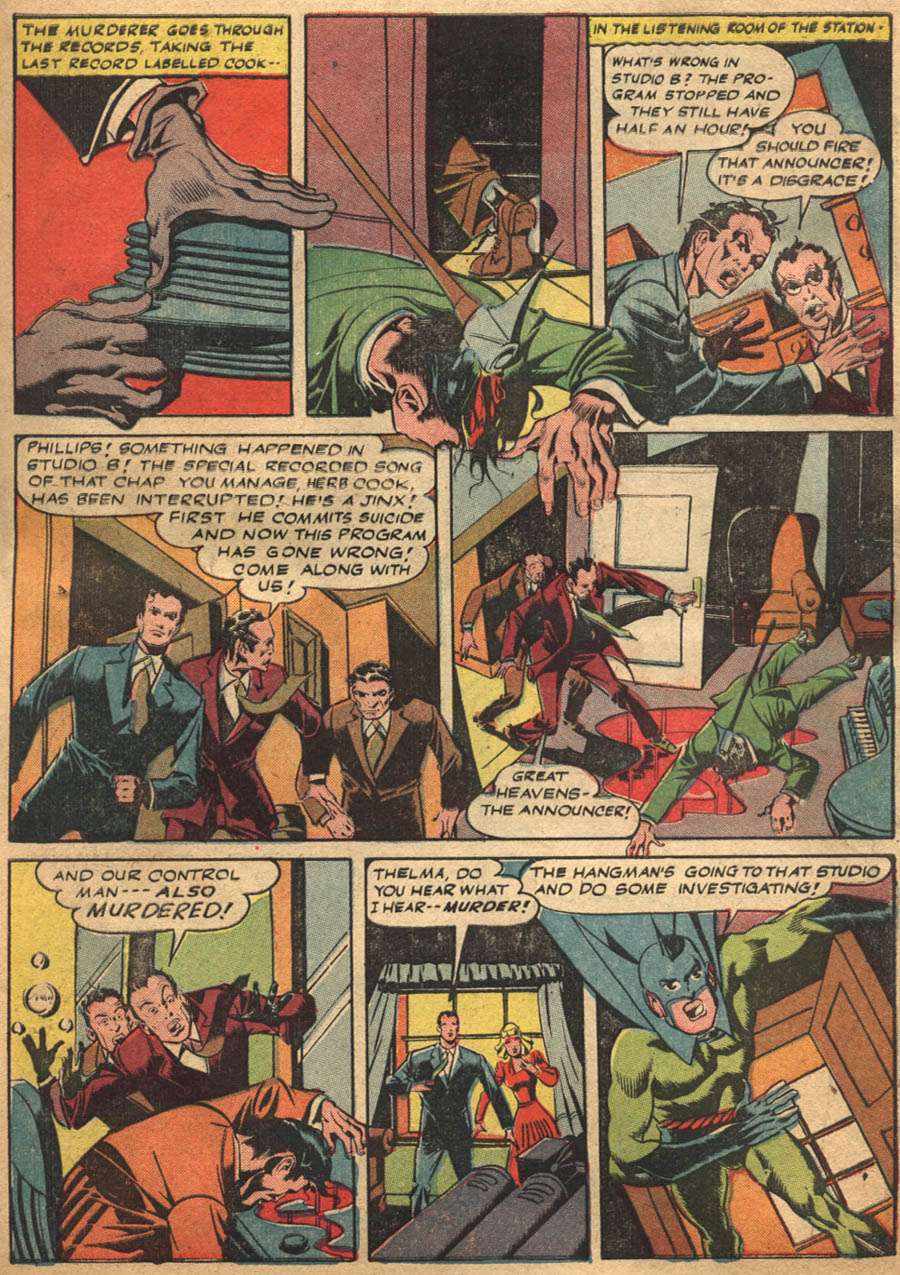 THE MURDERER GOES THROUGH
THE RECORDS, TAKING THE
LAST RECORD LABELLED COOK--
IN THE LISTENING ROOM OF THE STATION-
WHAT'S WRONG IN
STUDIO B? THE PRO-
GRAM STOPPED AND
THEY STILL HAVE
HALF AN HOUR!
YOU
SHOULD FIRE
THAT ANNOUNCER!
IT'S A DISGRACE!
PHILLIPS! SOMETHING HAPPENED IN
STUDIO B! THE SPECIAL RECORDED SONG
OF THAT CHAP YOU MANAGE, HERB COOK,
HAS BEEN INTERRUPTED! HE'S A JINX!
FIRST HE COMMITS SUICIDE
AND NOW THIS PROGRAM
HAS GONE WRONG!
COME ALONG WITH
US!
GREAT
HEAVENS-
THE ANNOUNCER!
AND OUR CONTROL
MAN--- ALSO
MURDERED!
THELMA, DO
YOU HEAR WHAT
I HEAR-- MURDER!
THE HANGMAN'S GOING TO THAT STUDIO
AND DO SOME INVESTIGATING!